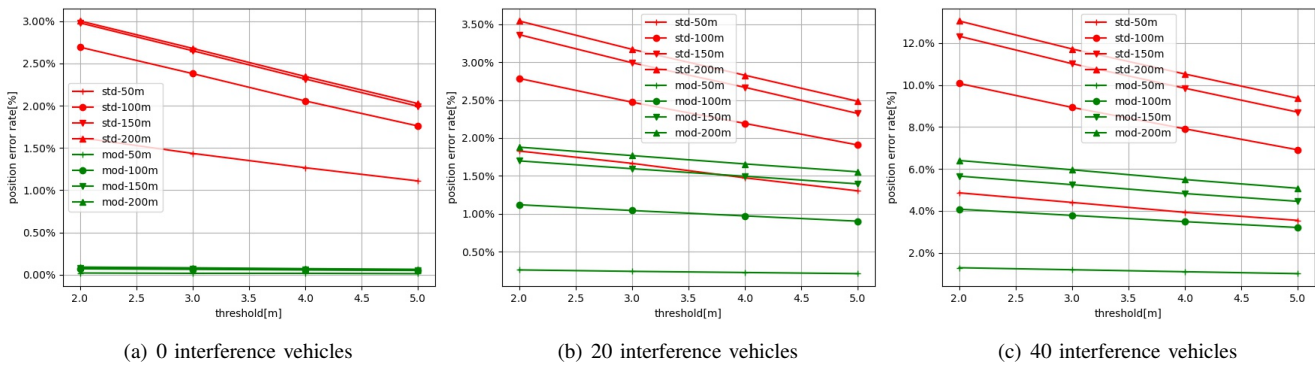 3.00%
2.50%
2.00%
1.50%
1.00%
0.50%
0.00%
position error rate[%]
std-50m
std-100m
std-150m
std-200m
mod-50m
mod-100m
mod-150m
mod-200m
2.0 2.5 3.0 3.5 4.0 4.5 5.0
threshold[m]
(a) 0 interference vehicles
3.50%
3.00%
2.50%
2.00%
1.50%
1.00%
0.50%
position error rate[%]
std-50m
std-100m
std-150m
std-200m
mod-50m
mod-100m
mod-150m
mod-200m
2.0 2.5 3.0 3.5 4.0 4.5 5.0
threshold[m]
(b) 20 interference vehicles
12.0%
10.0%
8.0%
6.0%
4.0%
2.0%
position error rate[%]
std-50m
std-100m
std-150m
std-200m
mod-50m
mod-100m
mod-150m
mod-200m
2.0 2.5 3.0 3.5 4.0 4.5 5.0
threshold[m]
(c) 40 interference vehicles